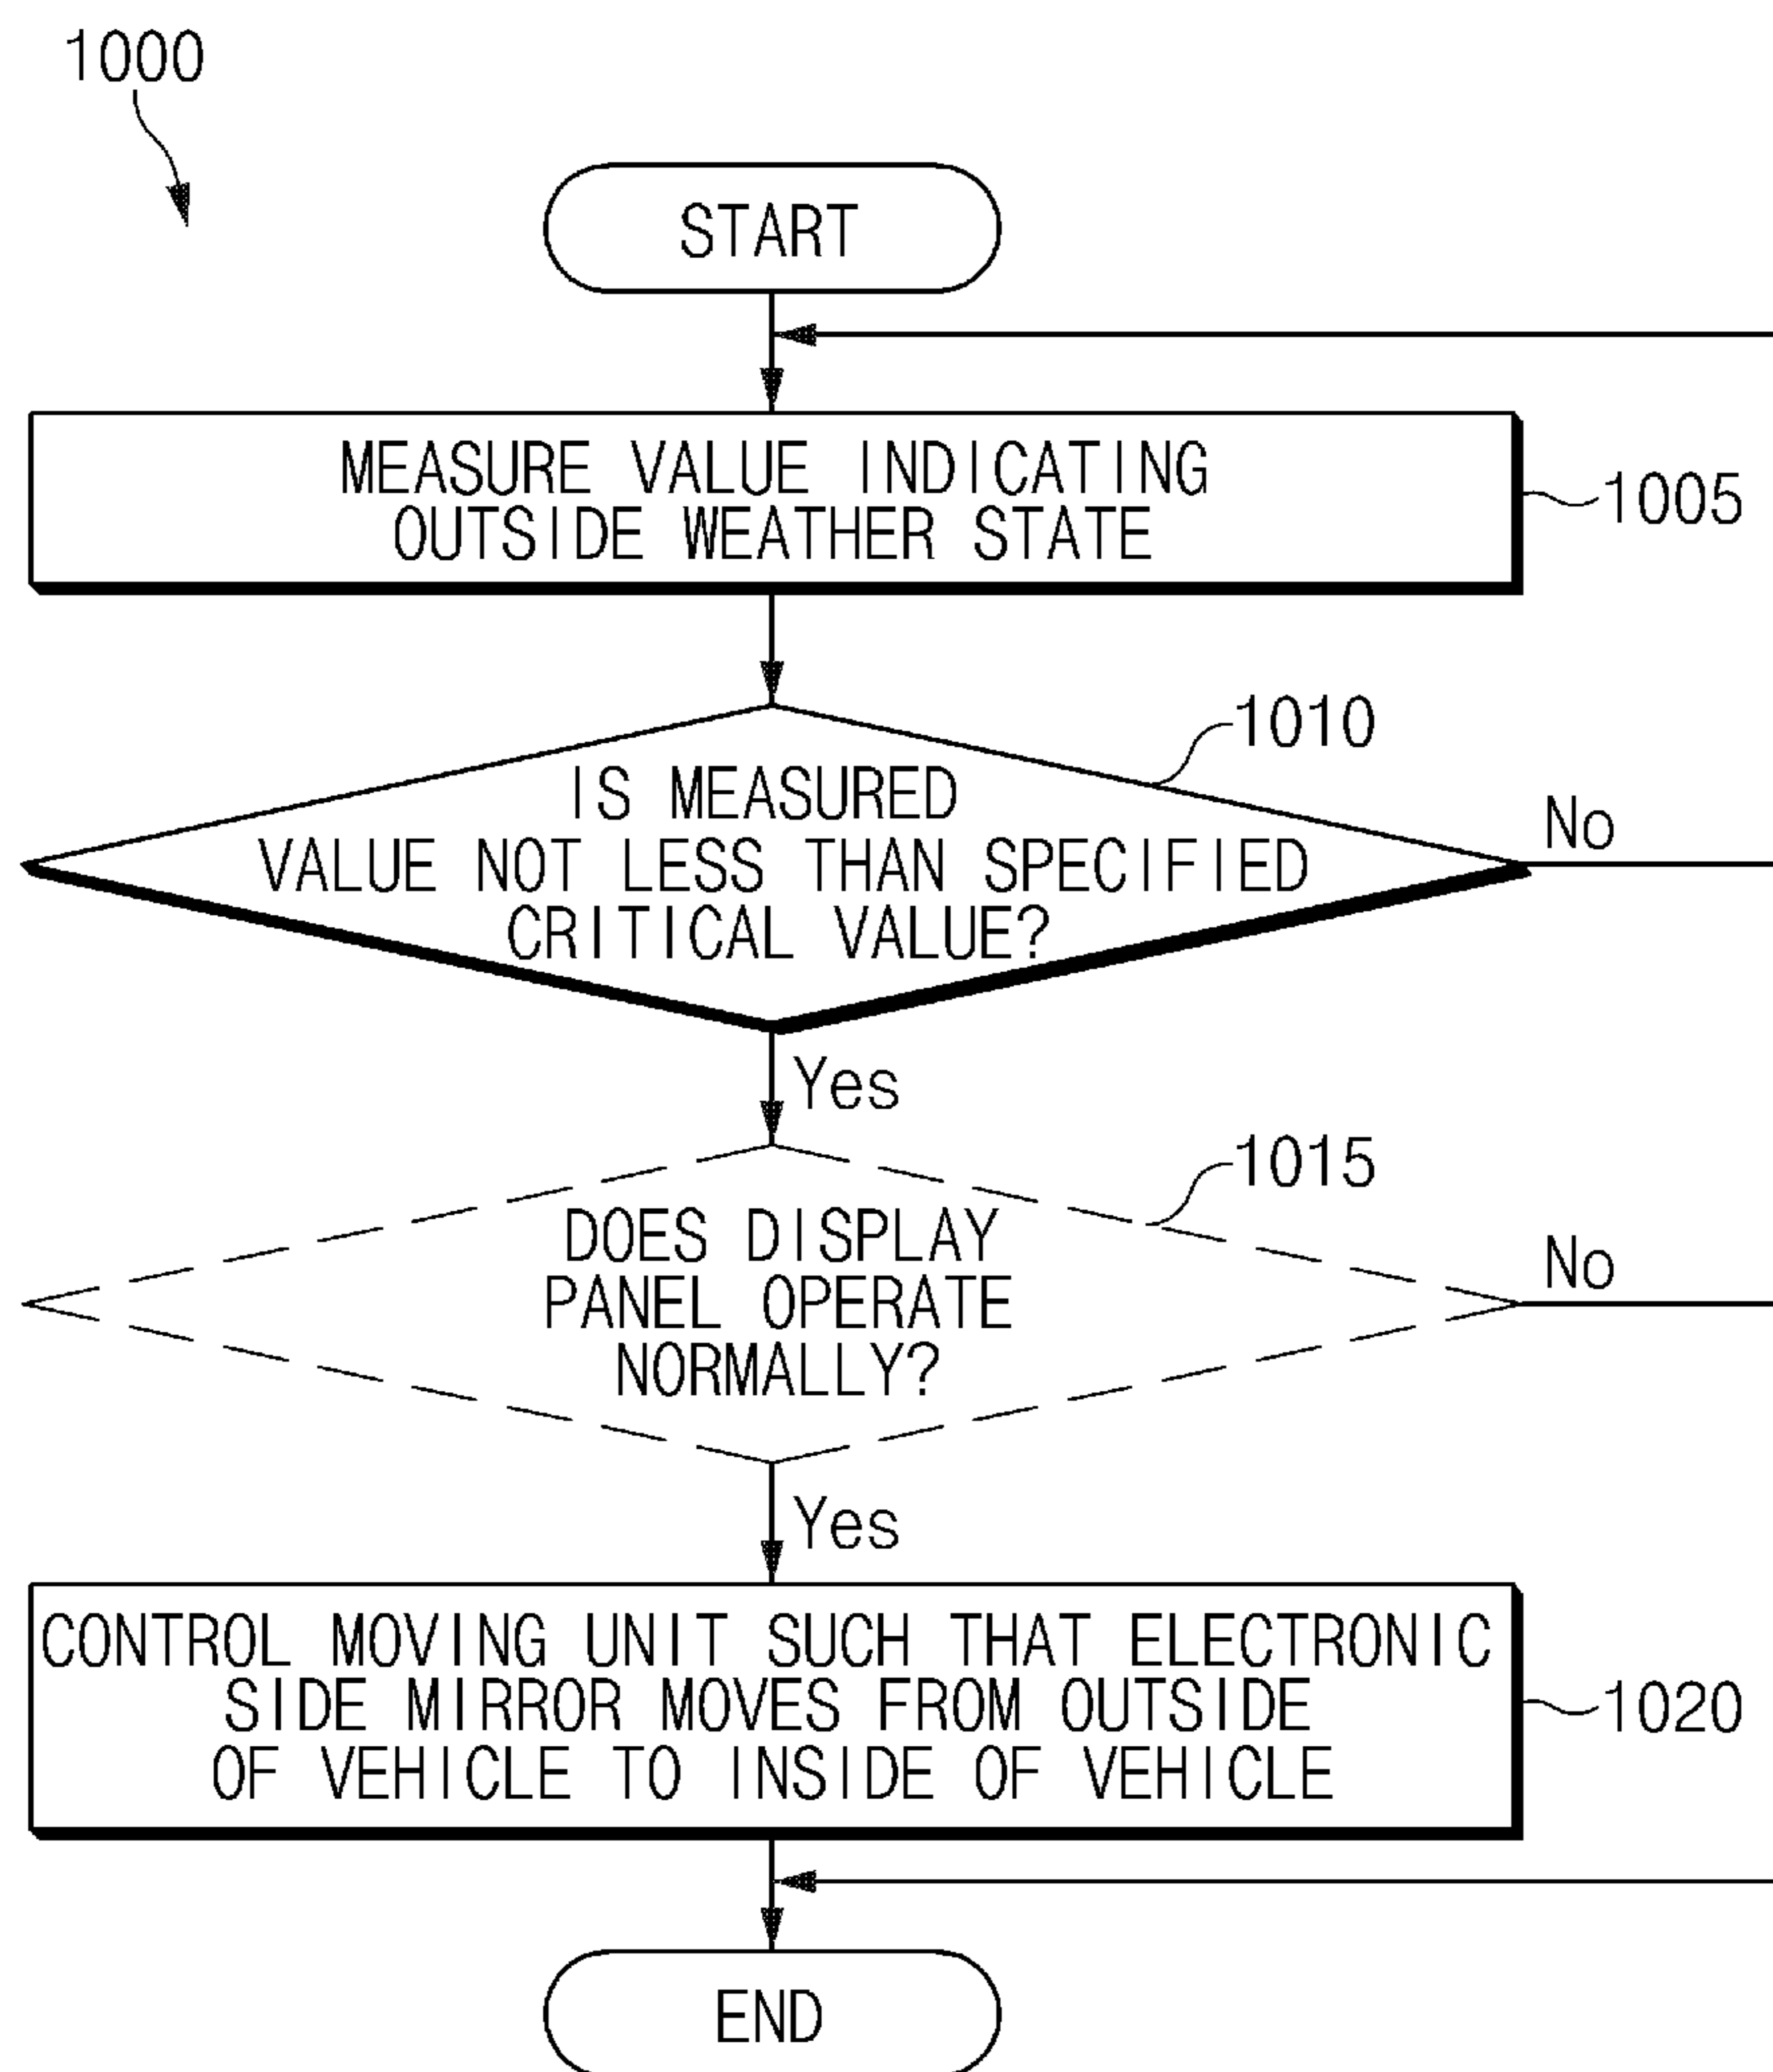 1000
START
MEASURE VALUE INDICATING
OUTSIDE WEATHER STATE
1005
1010
IS MEASURED
VALUE NOT LESS THAN SPECIFIED
CRITICAL VALUE?
No
Yes
1015
DOES DISPLAY
PANEL OPERATE
NORMALLY?
No
Yes
CONTROL MOVING UNIT SUCH THAT ELECTRONIC
SIDE MIRROR MOVES FROM OUTSIDE
OF VEHICLE TO INSIDE OF VEHICLE
1020
END